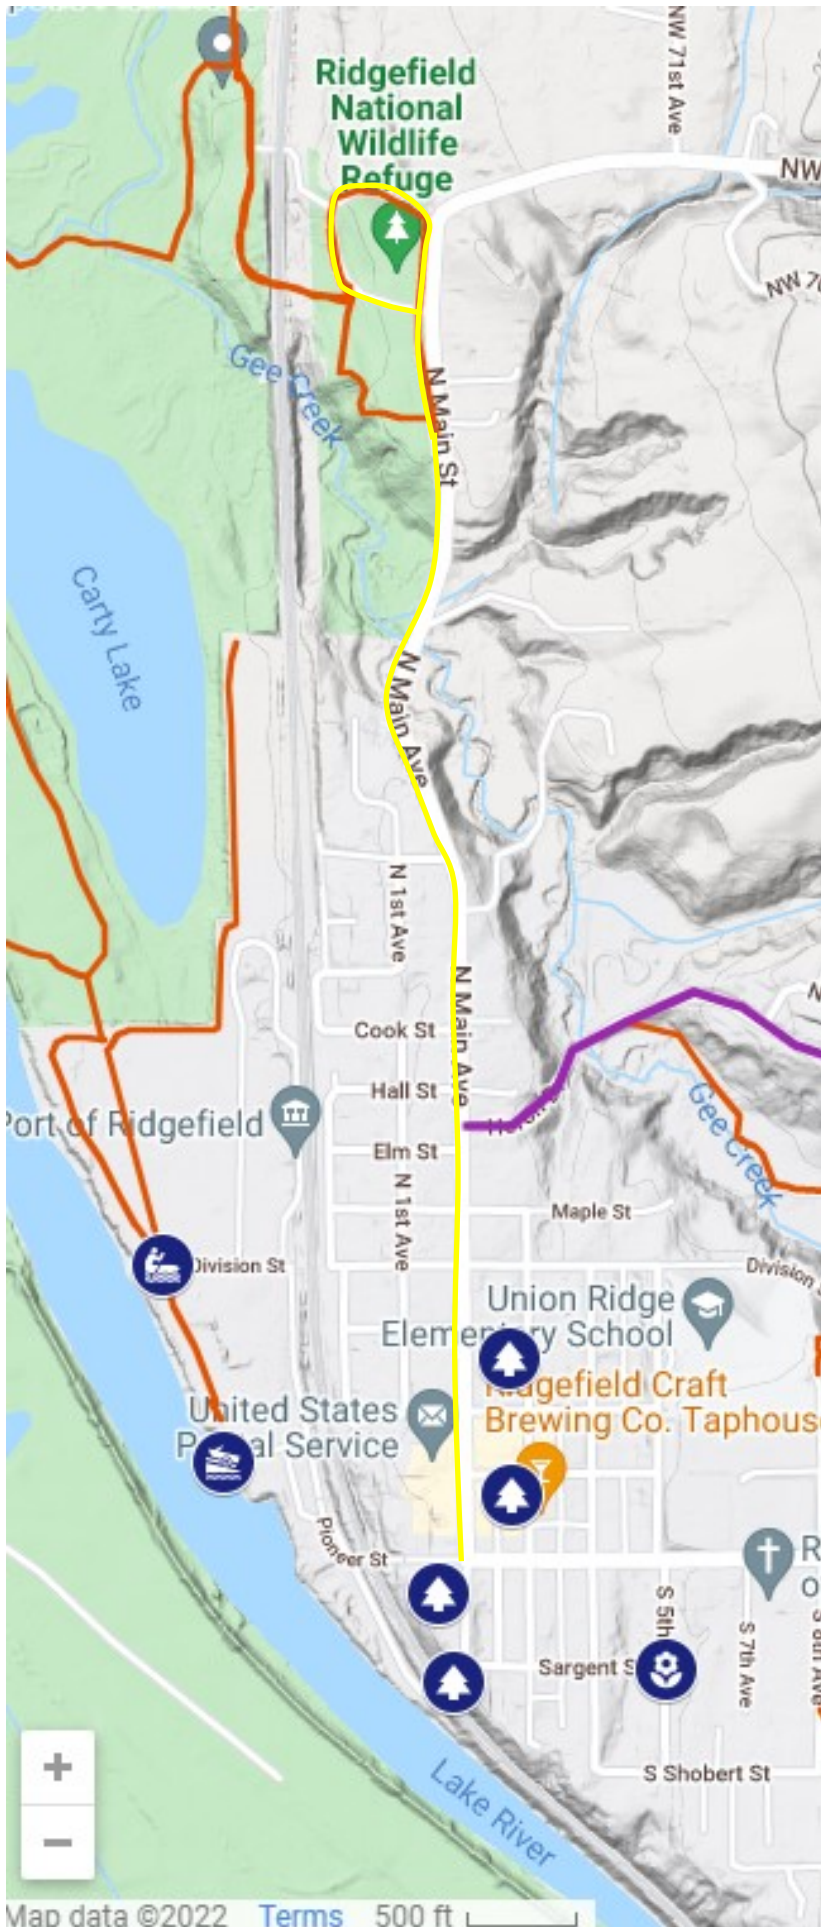 NW 71st Ave
Ridgefield
National
Wildlife
Refuge
NW
NW 70
Gee Creek
N Main St
Carty Lake
N Main Ave
N 1st Ave
N Main Ave
N
Cook St
Hall St
Port of Ridgefield
Elm St
Gee Creek
N 1st Ave
Maple St
Division St
Division
Union Ridge
Elementary School
Ridgefield Craft
Brewing Co. Taphouse
United States
Postal Service
Pioneer St
R
o
S 5th
S 7th Ave
S 8th Ave
Sargent S
S Shobert St
+
Lake River
−
Map data ©2022 Terms 500 ft